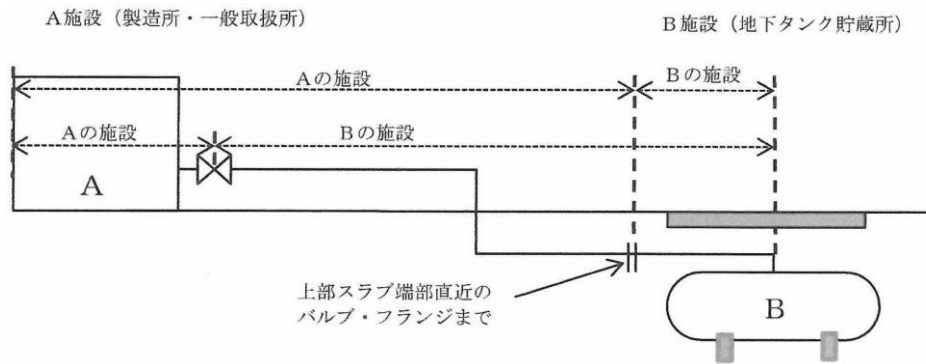 A施設（製造所・一般取扱所）
B施設（地下タンク貯蔵所）
Aの施設
Bの施設
Aの施設
Bの施設
A
上部スラブ端部直近の
バルブ・フランジまで
B